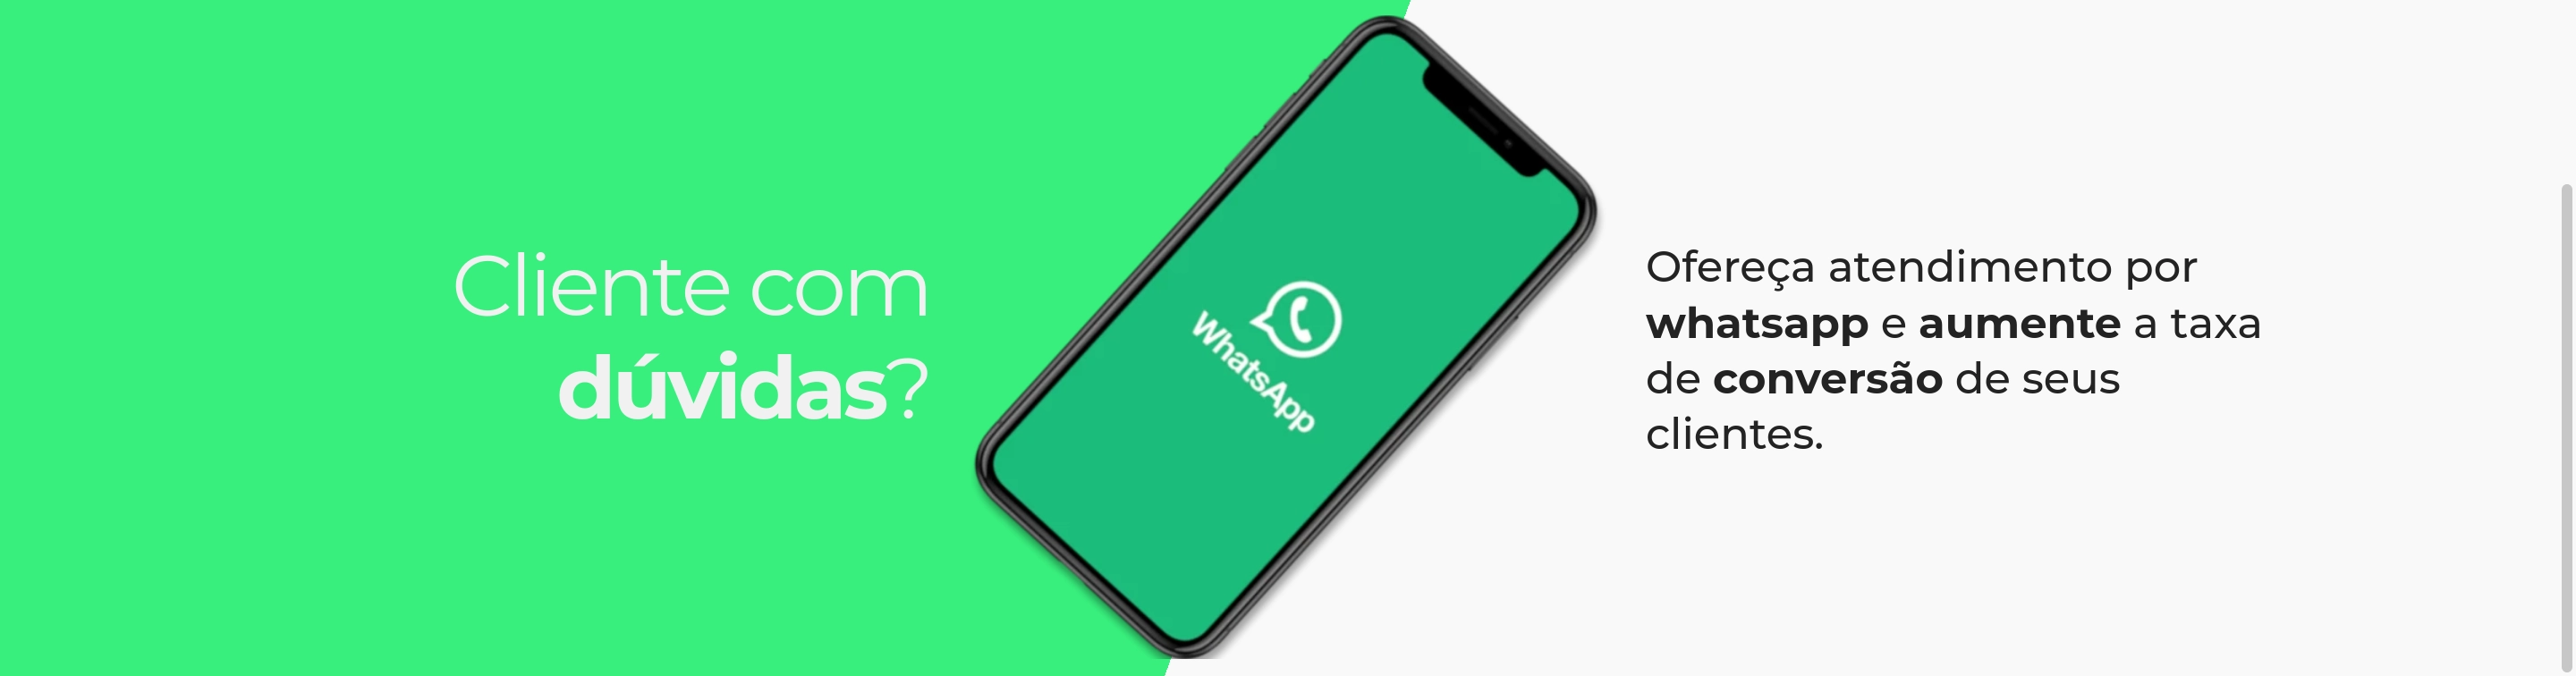 Cliente com
dúvidas?
WhatsApp
Ofereça atendimento por
whatsapp e aumente a taxa
de conversão de seus
clientes.